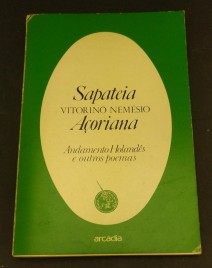 Sapateia
VITORINO NEMÉSIO
Açoriana
Andamento Holandês
e outros poemas
arcádia